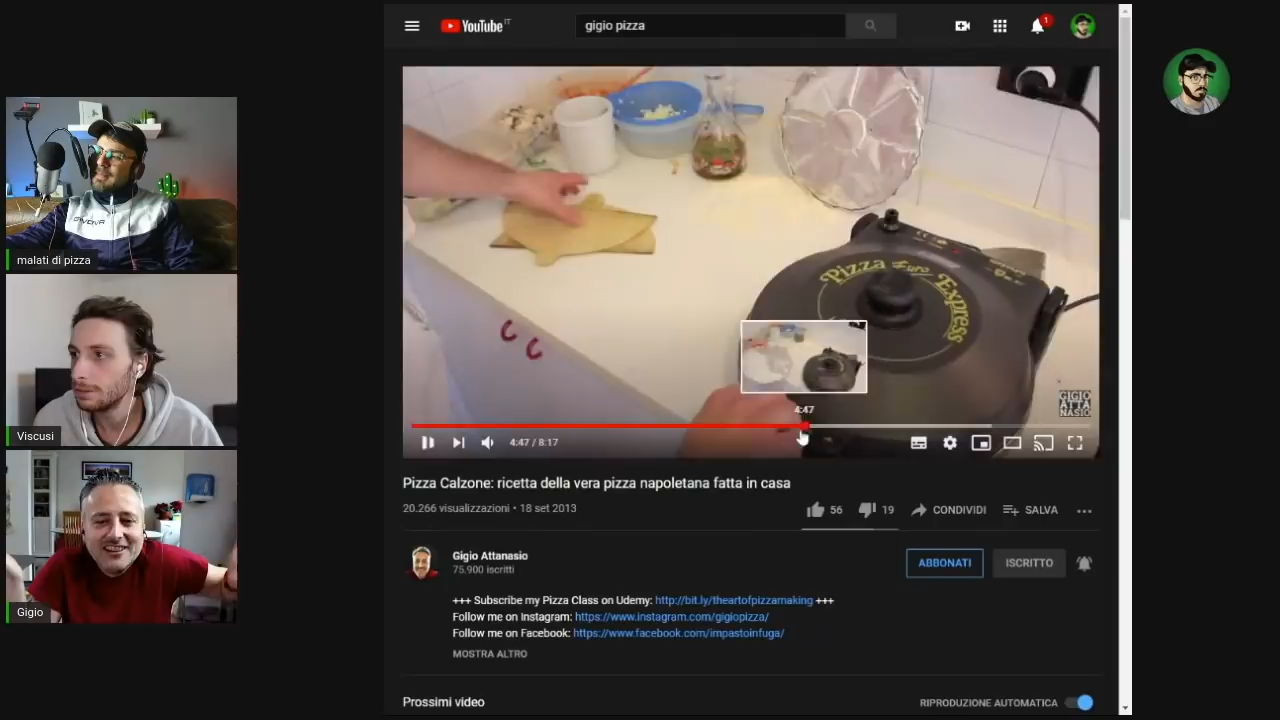 YouTube IT
gigio pizza
1
malati di pizza
GIVOVA
Viscusi
Gigio
Pizza Euro Express
GIGIO
ATTA
NASIO
4:47
4:47 / 8:17
Pizza Calzone: ricetta della vera pizza napoletana fatta in casa
20.266 visualizzazioni • 18 set 2013
56
19
CONDIVIDI
SALVA
Gigio Attanasio
75.900 iscritti
ABBONATI
ISCRITTO
+++ Subscribe my Pizza Class on Udemy: http://bit.ly/theartofpizzamaking +++
Follow me on Instagram: https://www.instagram.com/gigiopizza/
Follow me on Facebook: https://www.facebook.com/impastoinfuga/
MOSTRA ALTRO
Prossimi video
RIPRODUZIONE AUTOMATICA